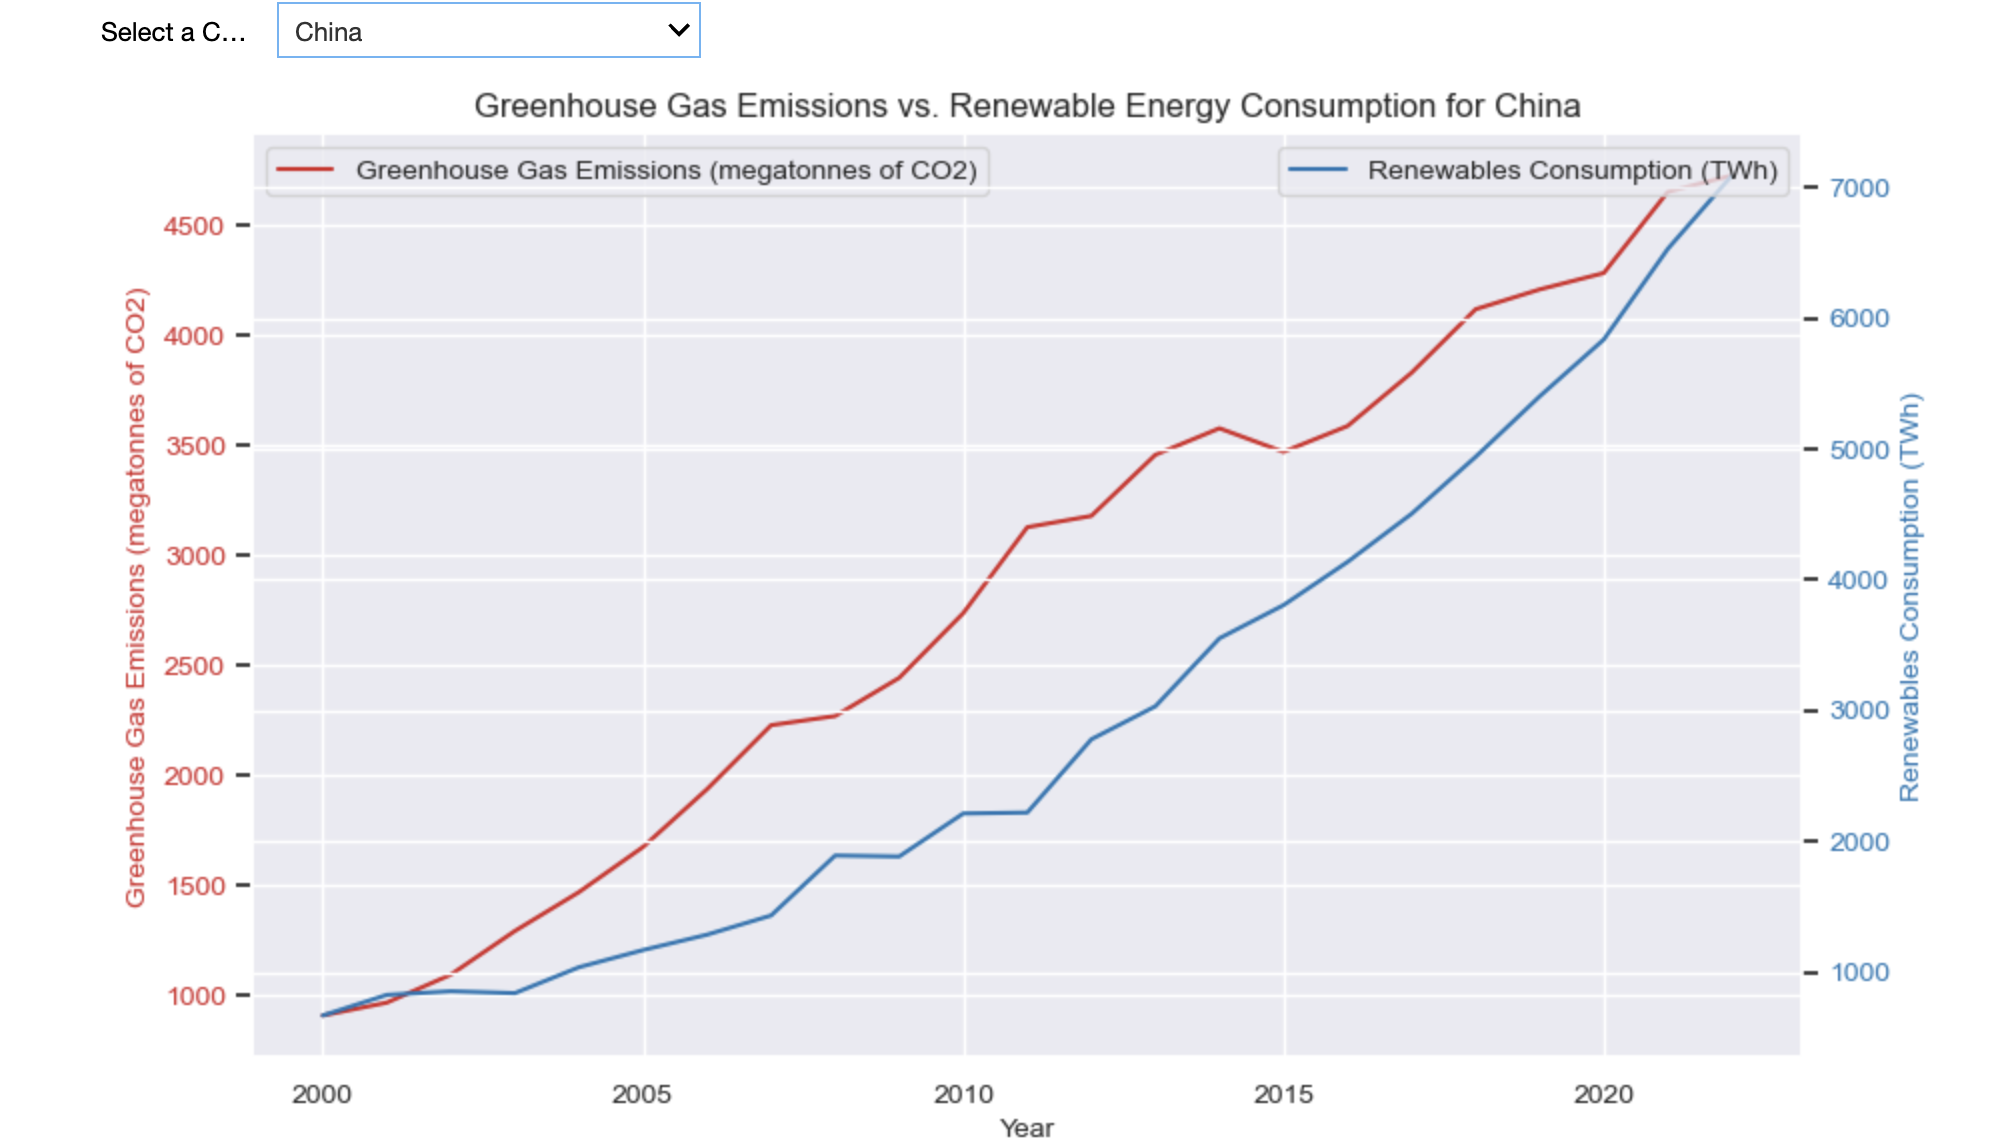 Select a C... China
Greenhouse Gas Emissions vs. Renewable Energy Consumption for China
Greenhouse Gas Emissions (megatonnes of CO2)
Renewables Consumption (TWh)
Greenhouse Gas Emissions (megatonnes of CO2)
4500
4000
3500
3000
2500
2000
1500
1000
7000
6000
5000
4000
3000
2000
1000
Renewables Consumption (TWh)
2000 2005 2010 2015 2020
Year